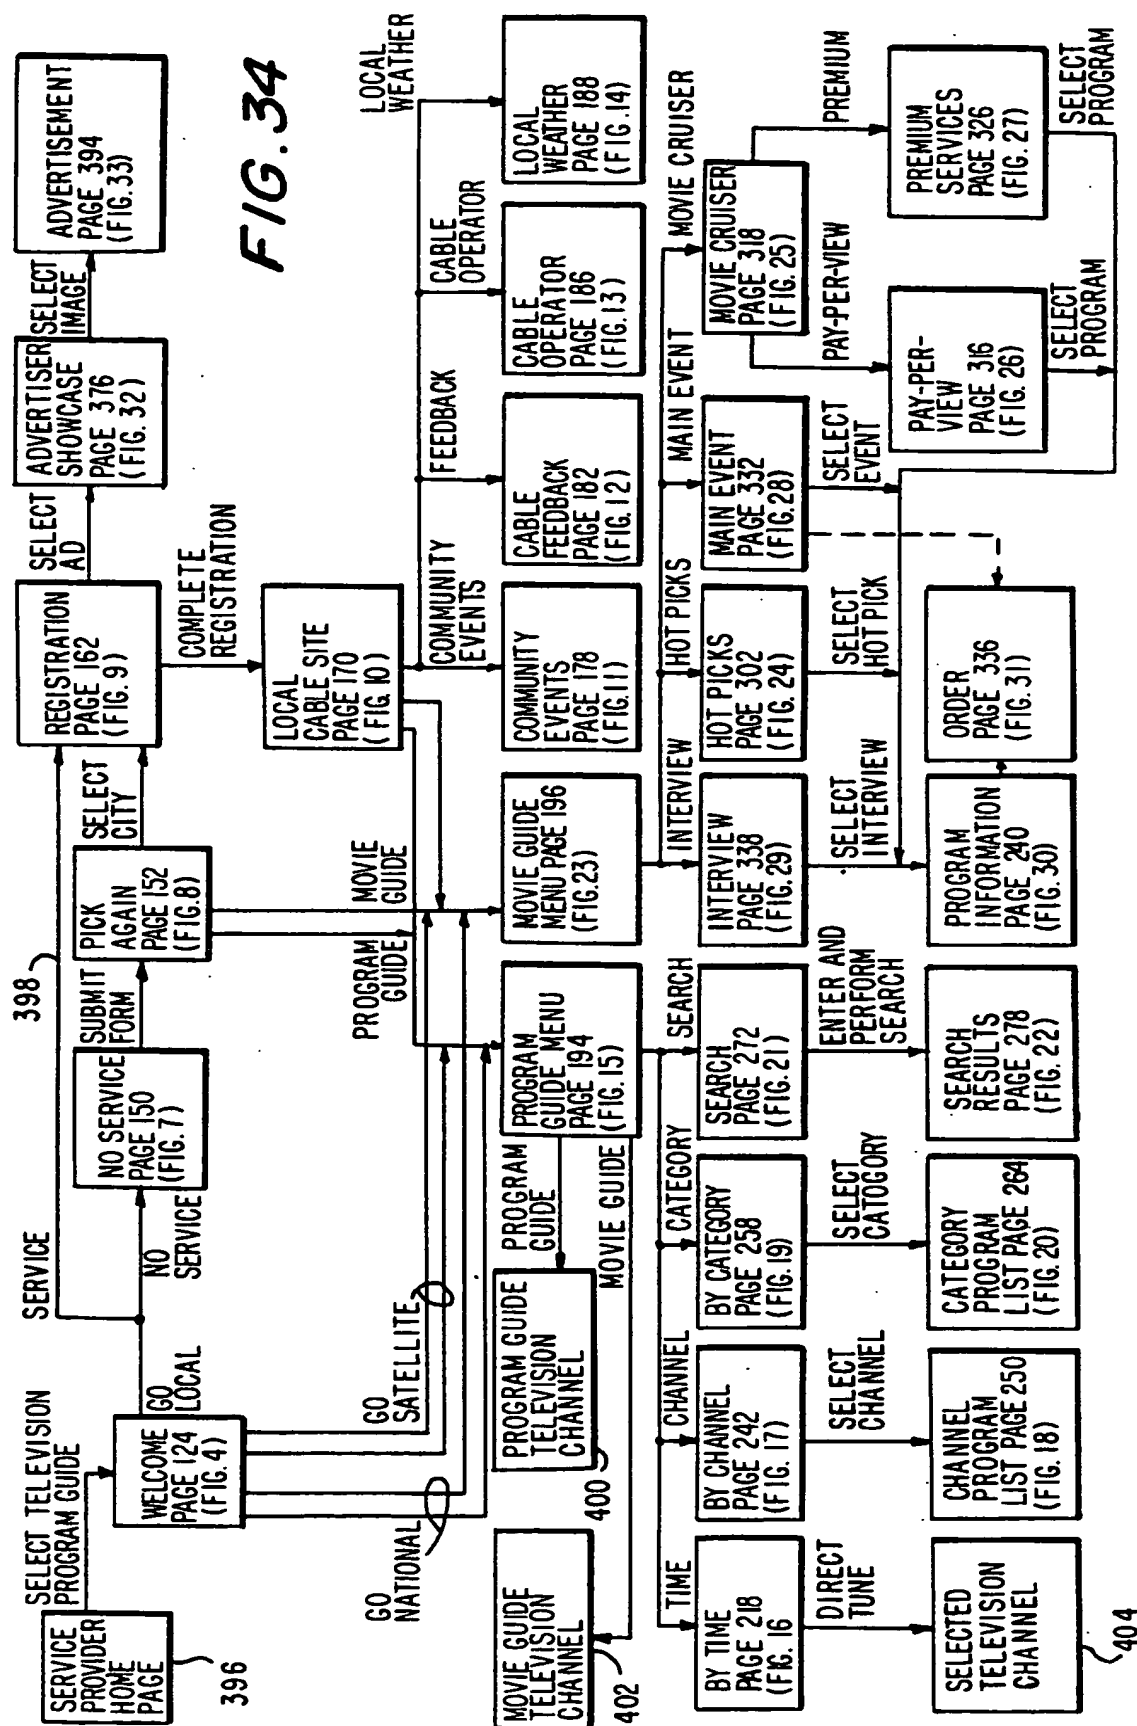 FIG.34
SELECT TELEVISION
PROGRAM GUIDE
SERVICE
PROVIDER
HOME
PAGE
396
WELCOME
PAGE 124
(FIG.4)
GO
LOCAL
SERVICE
NO
SERVICE
398
NO SERVICE
PAGE 150
(FIG.7)
SUBMIT
FORM
PICK
AGAIN
PAGE 152
(FIG.8)
SELECT
CITY
REGISTRATION
PAGE 162
(FIG. 9)
SELECT
AD
ADVERTISER
SHOWCASE
PAGE 376
(FIG. 32)
SELECT
IMAGE
ADVERTISEMENT
PAGE 394
(FIG. 33)
COMPLETE
REGISTRATION
LOCAL
CABLE SITE
PAGE 170
(FIG. 10)
GO
NATIONAL
GO
SATELLITE
PROGRAM
GUIDE
MOVIE
GUIDE
COMMUNITY
EVENTS
FEEDBACK
CABLE
OPERATOR
LOCAL
WEATHER
MOVIE GUIDE
TELEVISION
CHANNEL
402
PROGRAM GUIDE
TELEVISION
CHANNEL
400
PROGRAM
GUIDE
MOVIE GUIDE
PROGRAM
GUIDE MENU
PAGE 194
(FIG. 15)
MOVIE GUIDE
MENU PAGE 196
(FIG.23)
COMMUNITY
EVENTS
PAGE 178
(FIG.11)
CABLE
FEEDBACK
PAGE 182
(FIG. 12)
CABLE
OPERATOR
PAGE 186
(FIG. 13)
LOCAL
WEATHER
PAGE 188
(FIG. 14)
TIME
CHANNEL
CATEGORY
SEARCH
INTERVIEW
HOT PICKS
MAIN EVENT
MOVIE CRUISER
BY TIME
PAGE 218
(FIG. 16
BY CHANNEL
PAGE 242
(FIG. 17)
BY CATEGORY
PAGE 258
(FIG. 19)
SEARCH
PAGE 272
(FIG. 21)
INTERVIEW
PAGE 338
(FIG. 29)
HOT PICKS
PAGE 302
(FIG. 24)
MAIN EVENT
PAGE 332
(FIG.28)
MOVIE CRUISER
PAGE 318
(FIG. 25)
PAY-PER-VIEW
PREMIUM
DIRECT
TUNE
SELECT
CHANNEL
SELECT
CATOGORY
ENTER AND
PERFORM
SEARCH
SELECT
INTERVIEW
SELECT
HOT PICK
SELECT
EVENT
PAY-PER-
VIEW
PAGE 316
(FIG. 26)
PREMIUM
SERVICES
PAGE 326
(FIG. 27)
SELECT
PROGRAM
SELECT
PROGRAM
SELECTED
TELEVISION
CHANNEL
404
CHANNEL
PROGRAM
LIST PAGE 250
(FIG. 18)
CATEGORY
PROGRAM
LIST PAGE 264
(FIG. 20)
SEARCH
RESULTS
PAGE 278
(FIG. 22)
PROGRAM
INFORMATION
PAGE 240
(FIG. 30)
ORDER
PAGE 336
(FIG. 31)